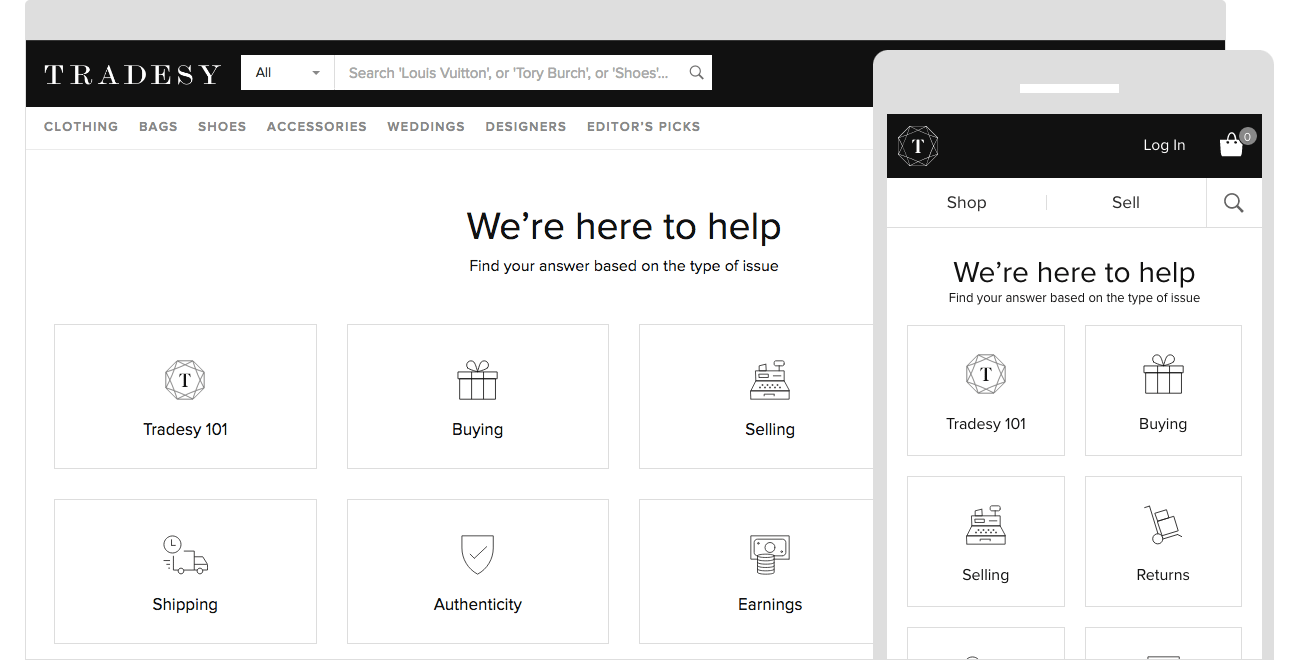 TRADESY
All
Search 'Louis Vuitton', or 'Tory Burch', or 'Shoes'...
CLOTHING BAGS SHOES ACCESSORIES WEDDINGS DESIGNERS EDITOR'S PICKS
We’re here to help
Find your answer based on the type of issue
T
Tradesy 101
Buying
Selling
Shipping
Authenticity
Earnings
T
Log In
0
Shop
Sell
We’re here to help
Find your answer based on the type of issue
T
Tradesy 101
Buying
Selling
Returns